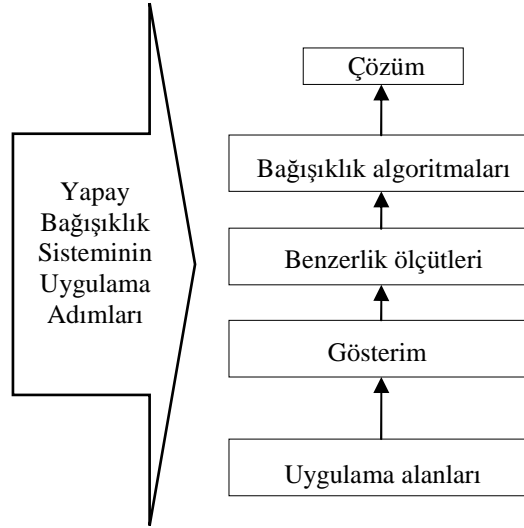 Yapay
Bağışıklık
Sisteminin
Uygulama
Adımları
Çözüm
Bağışıklık algoritmaları
Benzerlik ölçütleri
Gösterim
Uygulama alanları